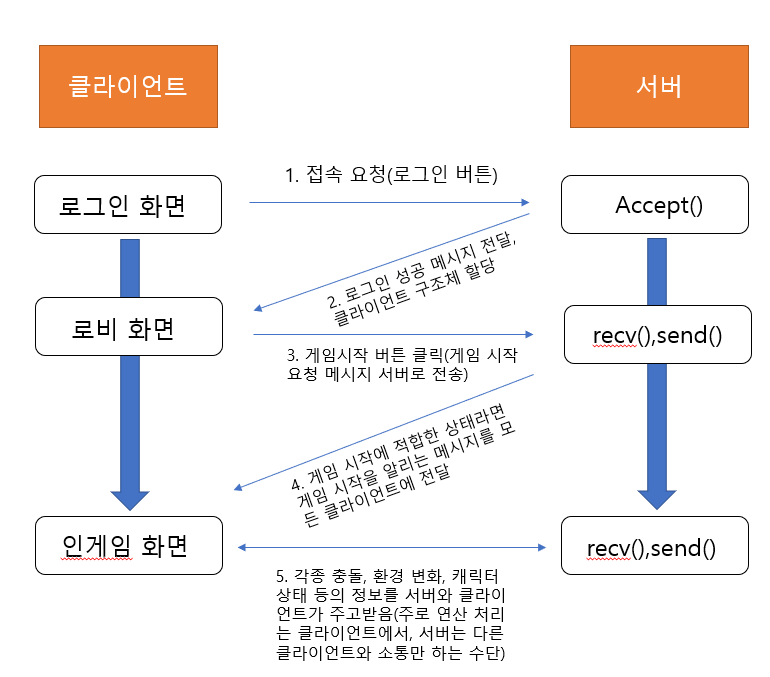 클라이언트
서버
1. 접속 요청(로그인 버튼)
로그인 화면
Accept()
2. 로그인 성공 메시지 전달,
클라이언트 구조체 할당
로비 화면
recv(),send()
3. 게임시작 버튼 클릭(게임 시작
요청 메시지 서버로 전송)
4. 게임 시작에 적합한 상태라면
게임 시작을 알리는 메시지를 모
든 클라이언트에 전달
인게임 화면
recv(),send()
5. 각종 충돌, 환경 변화, 캐릭터
상태 등의 정보를 서버와 클라이
언트가 주고받음(주로 연산 처리
는 클라이언트에서, 서버는 다른
클라이언트와 소통만 하는 수단)